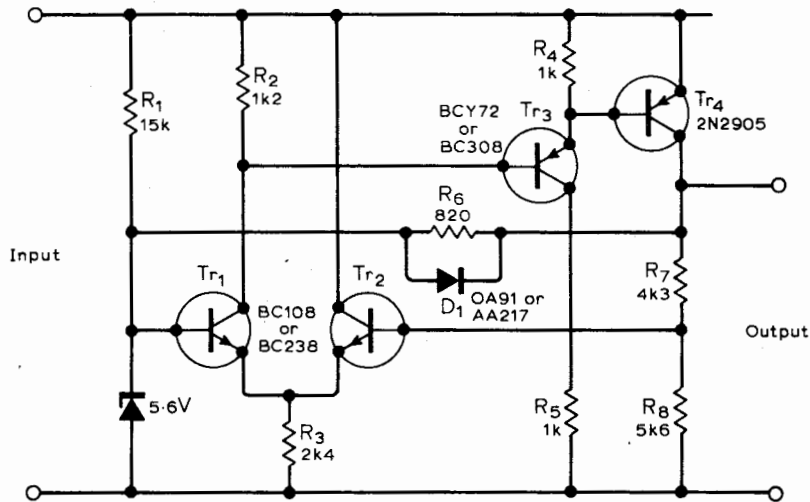 R1
15k
R2
1k2
R4
1k
Tr3
BCY72
or
BC308
Tr4
2N2905
R6
820
D1
OA91 or
AA217
Input
Tr1
BC108
or
BC238
Tr2
R7
4k3
Output
5·6V
R3
2k4
R5
1k
R8
5k6